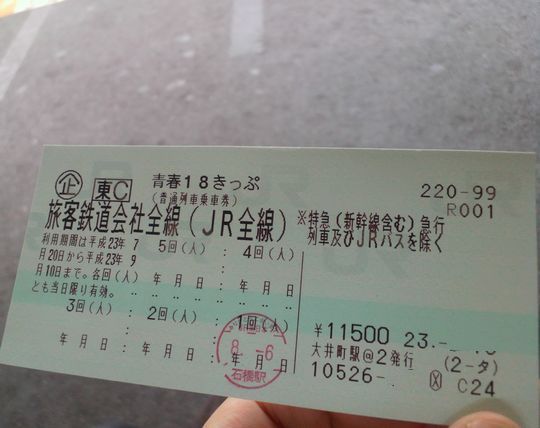 企 東C 青春18きっぷ
(普通列車乗車券)
220-99
R001
旅客鉄道会社全線(JR全線)
※特急(新幹線含む)急行
列車及びJRバスを除く
利用期間は平成23年7
月20日から平成23年9
月10日まで。各回(人)
とも当日限り有効。
5回(人) : 4回(人)
年 月 日 : 年 月 日
3回(人) : 2回(人) : 1回(人)
年 月 日 : 年 月 日 : 年 月 日
8.-6
石橋駅
¥11500 23.-
大井町駅@2発行
(2-タ)
10526- C24